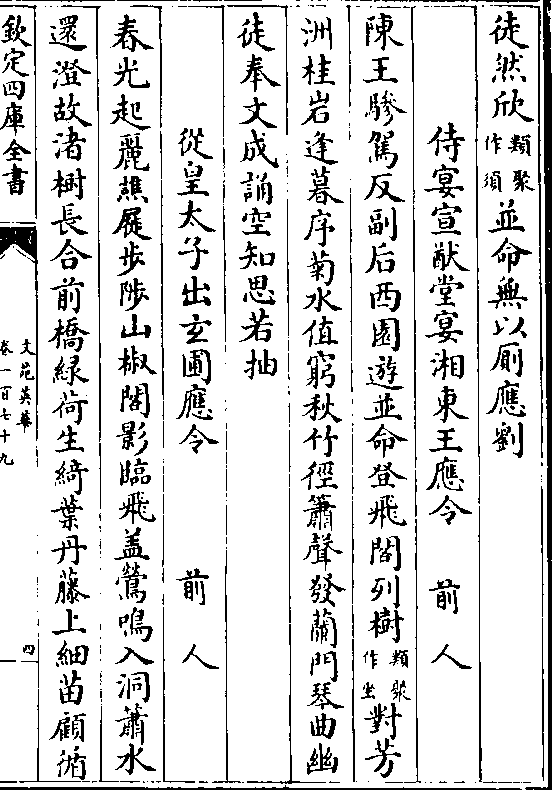 徒然欣類聚作須並命無以厠應劉
侍宴宣猷堂宴湘東王應令　前人
陳王驂駕反副后西園遊並命登飛閣列樹類聚作坐對芳
洲桂岩逢暮序菊水值窮秋竹徑簫聲發蘭門琴曲幽
徒奉文成誦空知思若抽
從皇太子出玄圃應令　前人
春光起麗譙屣步陟山椒閣影臨飛盖鶯鳴入洞簫水
還澄故渚樹長合前橋緑荷生綺葉丹藤上細苗顧循
欽定四庫全書
文苑英華
卷一百七十九
四